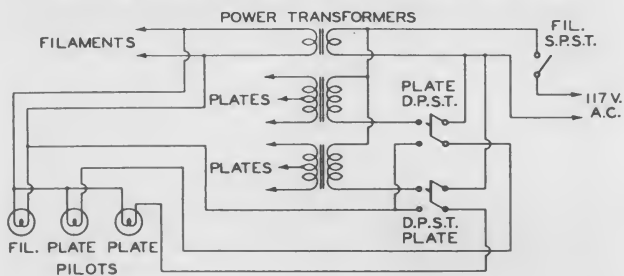 POWER TRANSFORMERS
FILAMENTS
FIL.
S.P.S.T.
PLATES
PLATE
D.P.S.T.
117 V.
A.C.
PLATES
D.P.S.T.
PLATE
FIL. PLATE PLATE
PILOTS